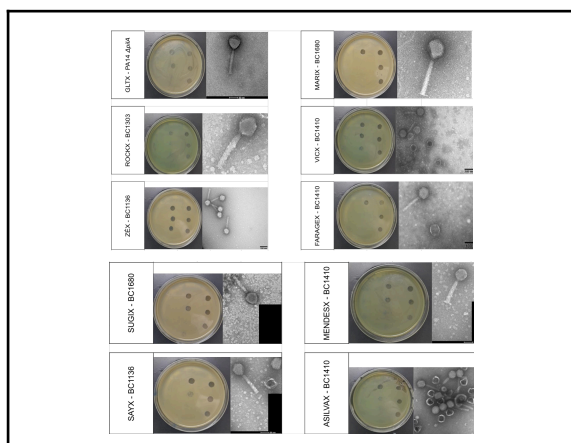 GLTX - PA14 ΔpilA
MARIX - BC1680
ROCKX - BC1303
VICX - BC1410
ZÉX - BC1136
FARAGEX - BC1410
SUGIX - BC1680
MENDESX - BC1410
SAYX - BC1136
ASILVAX - BC1410